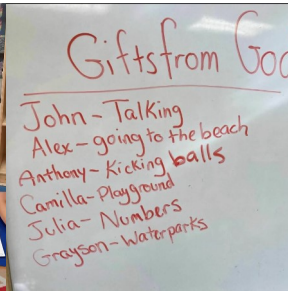 Gifts from Go
John - Talking
Alex - going to the beach
Anthony - Kicking balls
Camilla - Playground
Julia - Numbers
Grayson - Waterparks